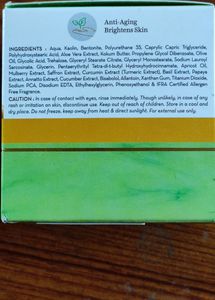 Anti-Aging
Brightens Skin
INGREDIENTS : - Aqua, Kaolin, Bentonite, Polyurethane 35, Caprylic Capric Triglyceride,
Polyhydroxystearic Acid, Aloe Vera Extract, Kokum Butter, Propylene Glycol Dibenzoate, Olive
Oil, Glycolic Acid, Trehalose, Glyceryl Stearate Citrate, Glyceryl Monostearate, Sodium Lauroyl
Sarcosinate, Glycerin, Pentaerythrityl Tetra-di-t-butyl Hydroxyhydrocinnamate, Apricot Oil,
Mulberry Extract, Saffron Extract, Curcumin Extract (Turmeric Extract), Basil Extract, Papaya
Extract, Annatto Extract, Cucumber Extract, Bisabolol, Allantoin, Xanthan Gum, Titanium Dioxide,
Sodium PCA, Disodium EDTA, Ethylhexylglycerin, Phenoxyethanol & IFRA Certified Allergen
Free Fragrance.
CAUTION : - In case of contact with eyes, rinse immediately. Though unlikely, in case of any
rash or irritation on skin, discontinue use. Keep out of reach of children. Store in a cool and
dry place. Do not freeze, keep away from heat & direct sunlight. For external use only.